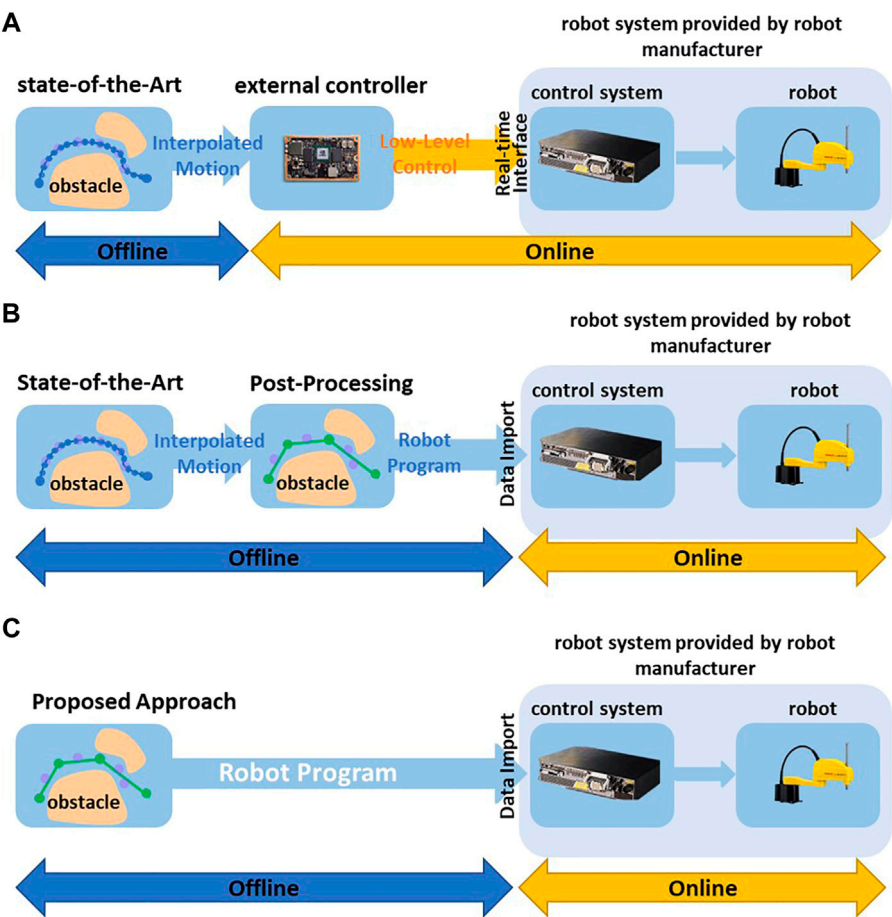 A
robot system provided by robot
manufacturer
state-of-the-Art
external controller
control system
robot
Interpolated
Motion
Low-Level
Control
Real-time
Interface
obstacle
Offline
Online
B
robot system provided by robot
manufacturer
State-of-the-Art
Post-Processing
control system
robot
Interpolated
Motion
Robot
Program
Data Import
obstacle
obstacle
Offline
Online
C
robot system provided by robot
manufacturer
Proposed Approach
control system
robot
Robot Program
Data Import
obstacle
Offline
Online